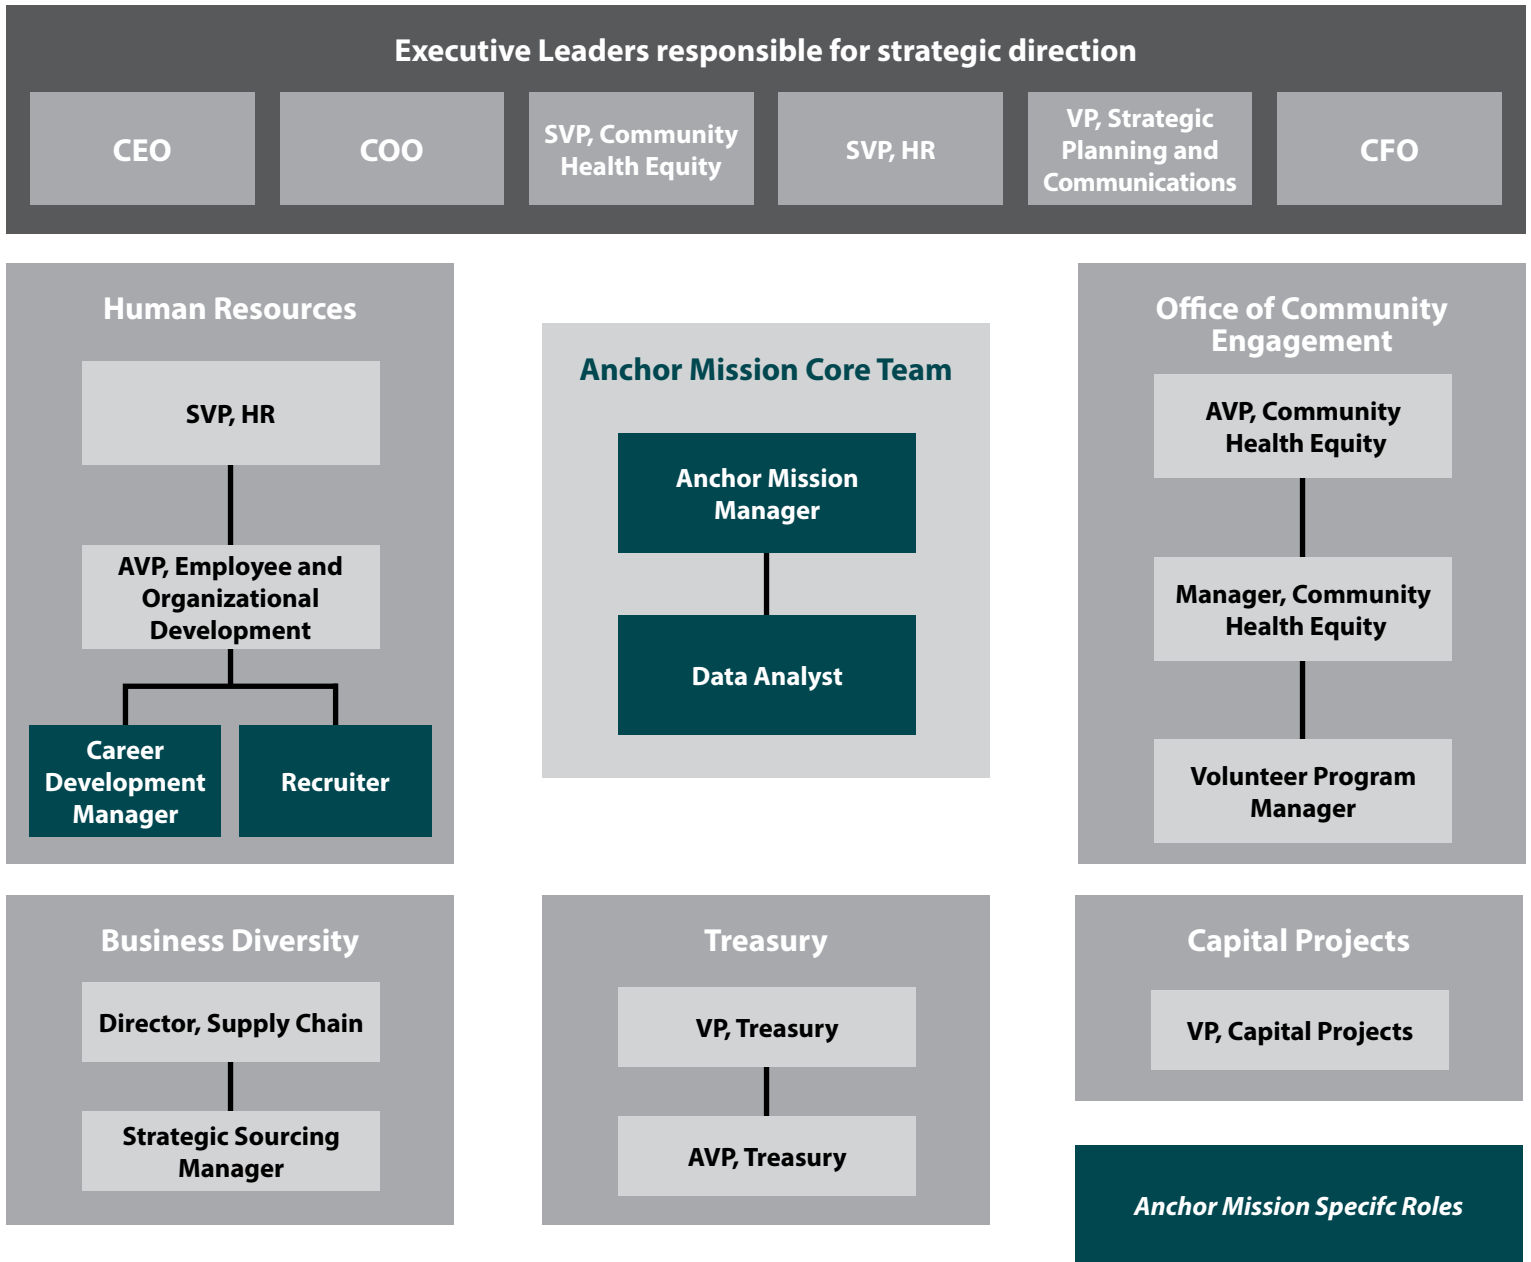 Executive Leaders responsible for strategic direction
CEO
COO
SVP, Community
Health Equity
SVP, HR
VP, Strategic
Planning and
Communications
CFO
Human Resources
SVP, HR
AVP, Employee and
Organizational
Development
Career
Development
Manager
Recruiter
Anchor Mission Core Team
Anchor Mission
Manager
Data Analyst
Office of Community
Engagement
AVP, Community
Health Equity
Manager, Community
Health Equity
Volunteer Program
Manager
Business Diversity
Director, Supply Chain
Strategic Sourcing
Manager
Treasury
VP, Treasury
AVP, Treasury
Capital Projects
VP, Capital Projects
Anchor Mission Specifc Roles